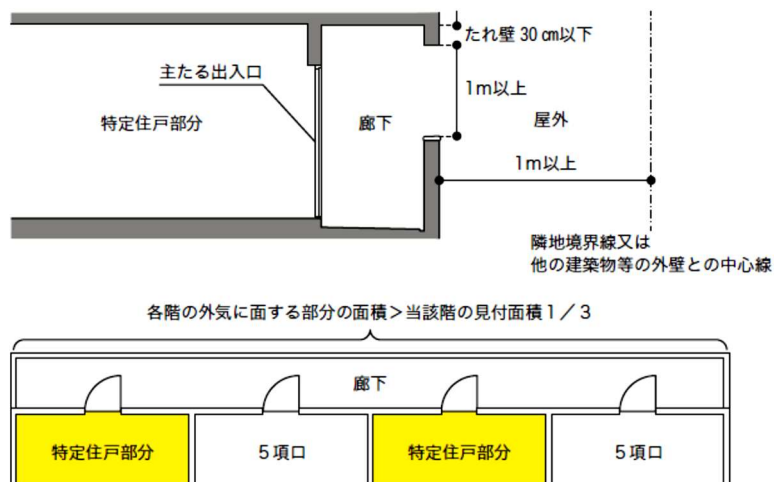 たれ壁 30 ㎝以下
主たる出入口
1m以上
特定住戸部分
廊下
屋外
1m以上
隣地境界線又は
他の建築物等の外壁との中心線
各階の外気に面する部分の面積＞当該階の見付面積１／３
廊下
特定住戸部分
５項ロ
特定住戸部分
５項ロ